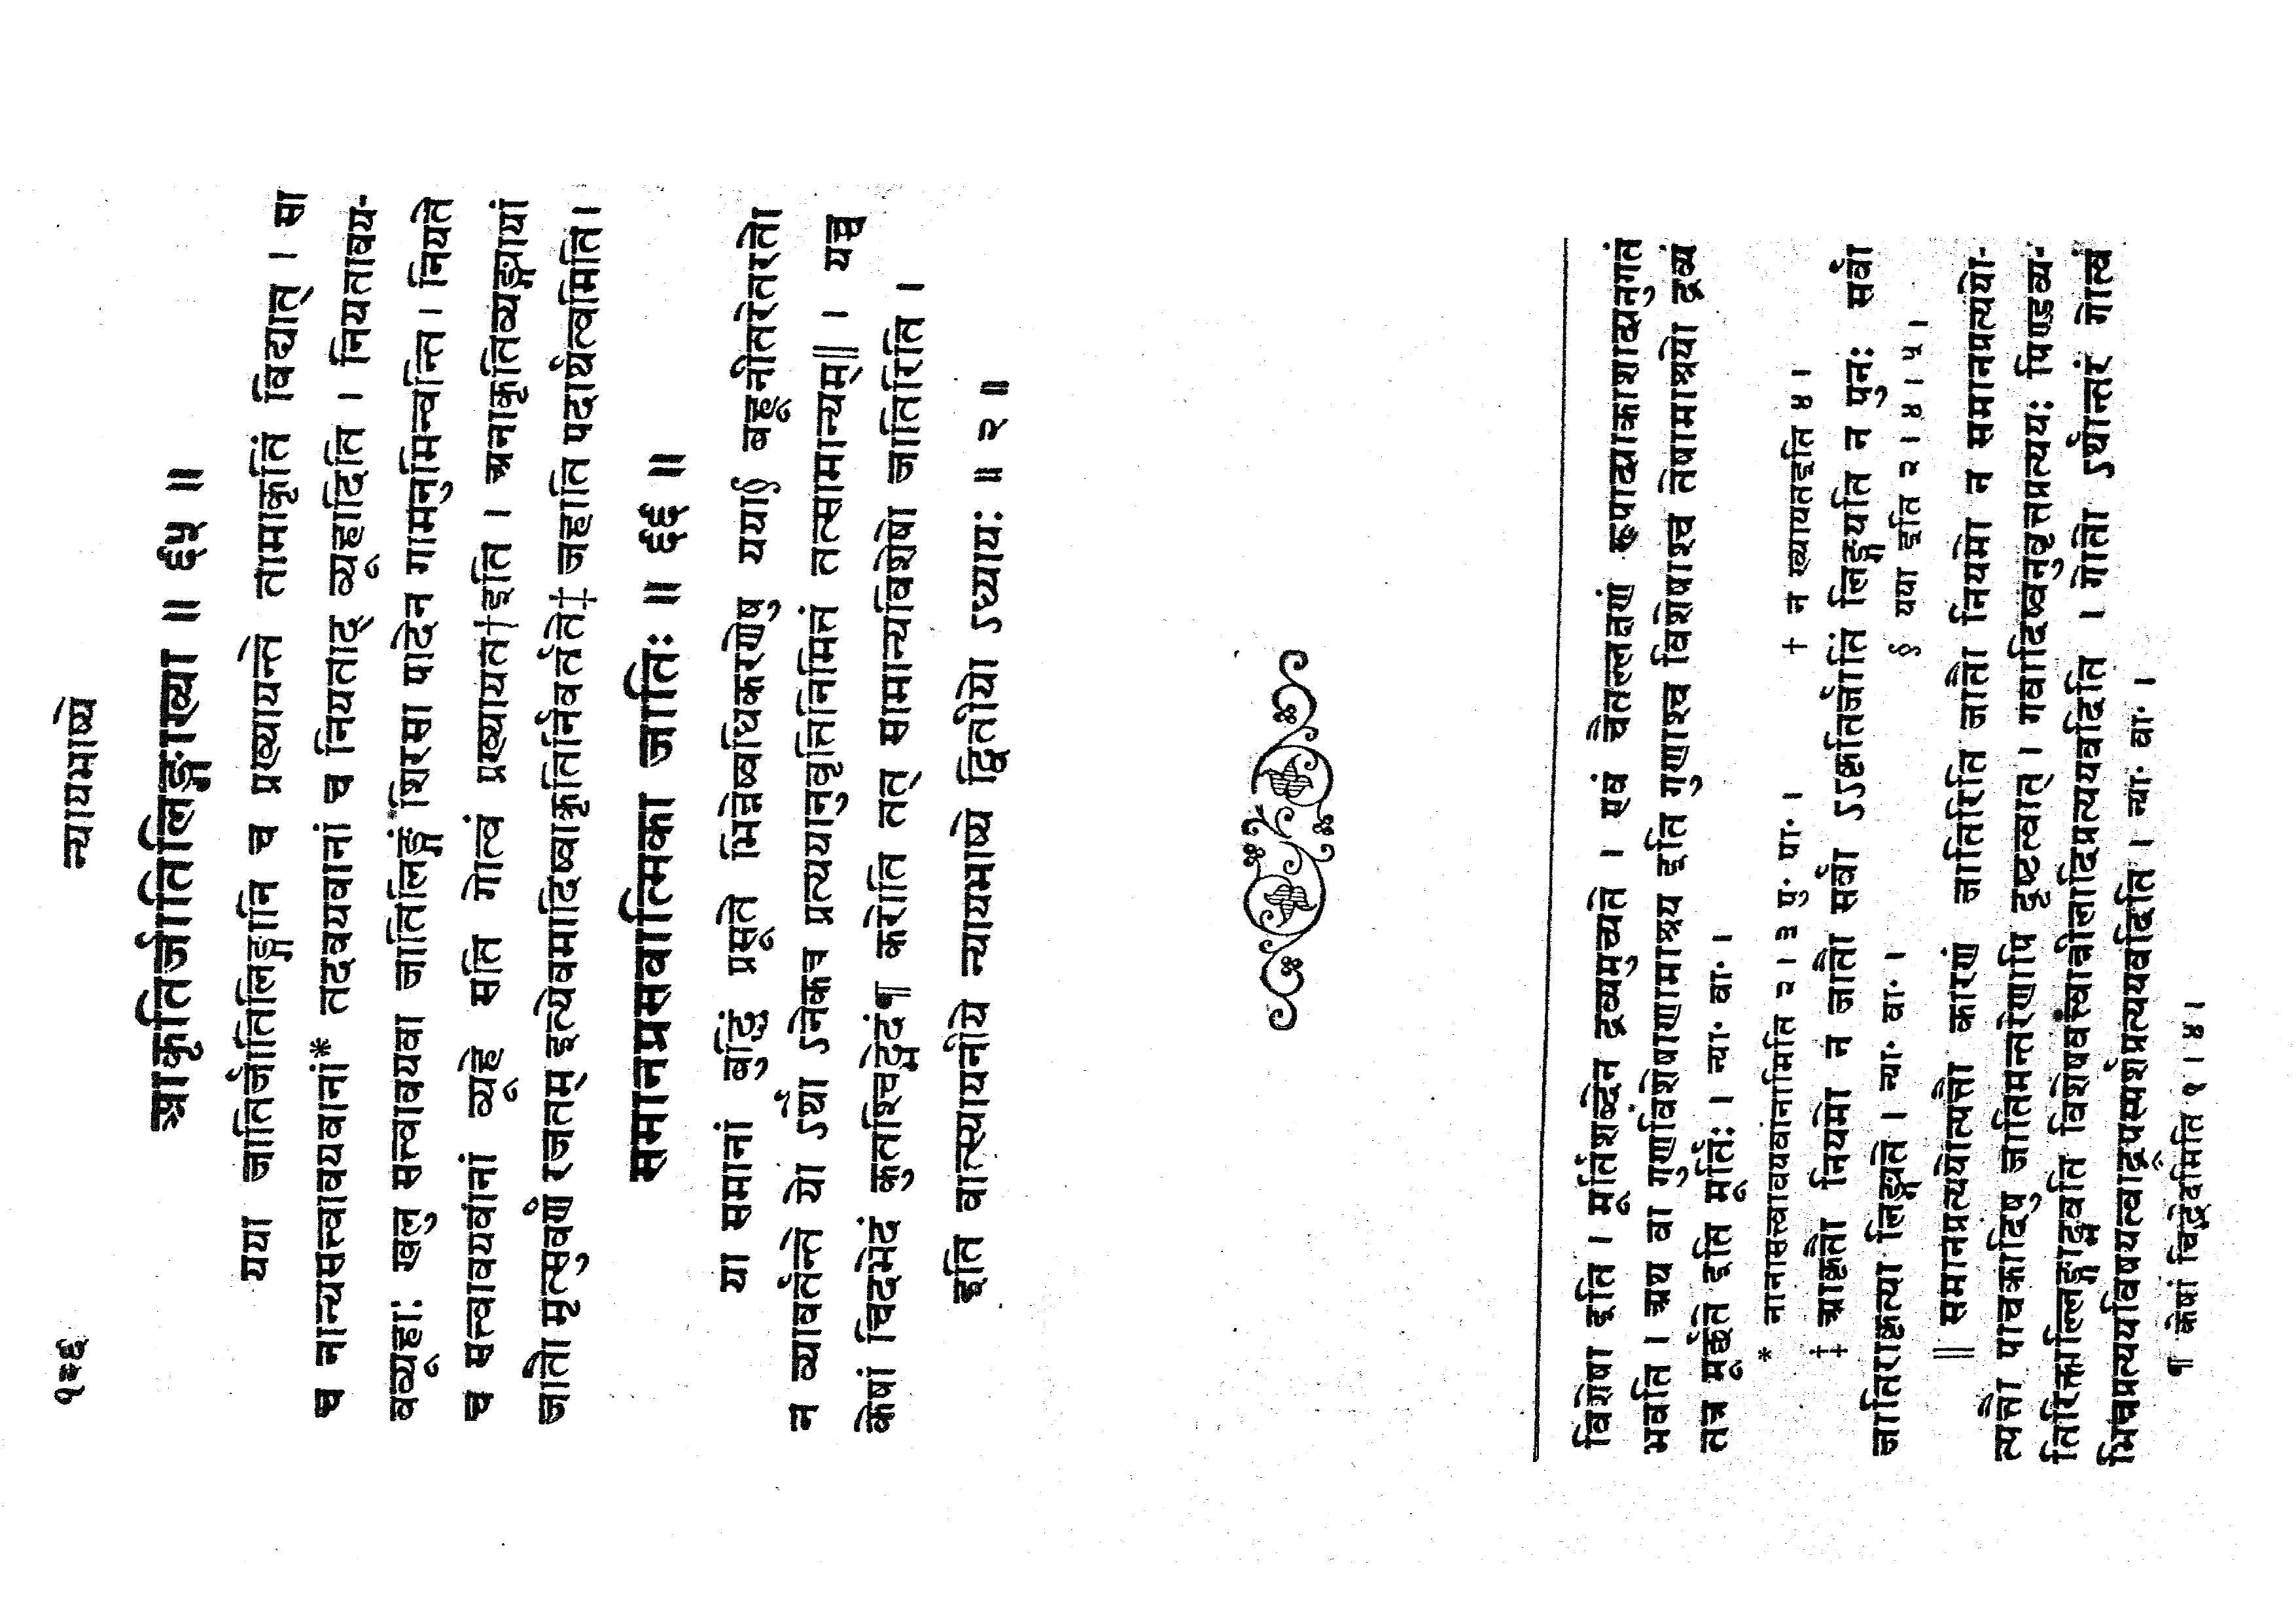 १३६ न्यायभाष्ये
आकृतिर्जातिलिङ्गाख्या ॥ ६५ ॥
यया जातिर्जातिलिङ्गानि च प्रख्यायन्ते तामाकृतिं विद्यात् । सा
च नान्यसत्त्वावयवानां* तदवयवानां च नियताद् व्यूहादिति । नियतावय-
वव्यूहाः खलु सत्त्वावयवा जातिलिङ्गं शिरसा पादेन गामनुमिन्वन्ति । नियते
च सत्त्वावयवानां व्यूहे सति गोत्वं प्रख्यायत†इति । अनाकृतिव्यङ्ग्यायां
जातौ मृत्सुवर्णं रजतम् इत्येवमादिष्वाकृतिर्निवर्तते‡ जहाति पदार्थत्वमिति ।
समानप्रसवात्मिका जातिः ॥ ६६ ॥
या समानां बुद्धिं प्रसूते भिन्नेष्वधिकरणेषु यया§ बहूनीतरेतरतो
न व्यावर्तन्ते यो ऽर्थो ऽनेकत्र प्रत्ययानुवृत्तिनिमित्तं तत्सामान्यम्॥ । यच्च
केषां चिदभेदं कुतश्चिद्भेदं¶ करोति तत् सामान्यविशेषो जातिरिति ।
इति वात्स्यायनीये न्यायभाष्ये द्वितीयो ऽध्यायः ॥ २ ॥
विशेषा इति । मूर्तिशब्देन द्रव्यमुच्यते । एवं चैतल्लक्षणं रूपाद्याकाशाद्यनुगतं
भवति । अथ वा गुणविशेषाणामाश्रय इति गुणाश्च विशेषाश्च तेषामाश्रयो द्रव्यं
तत्र मूर्छते इति मूर्तिः । न्या॰ वा॰ ।
* नानासत्त्वावयवानामिति २ । ३ पु॰ पा॰ । † न ख्यायतइति ४ ।
‡ आकृतौ नियमो न जातौ सर्वा ऽऽकृतिर्जातिं लिङ्गयति न पुनः सर्वा
जातिराकृत्या लिङ्ग्यते । न्या॰ वा॰ । § यया इति २ । ४ । ५ ।
॥ समानप्रत्ययोत्पत्तौ कारणं जातिरिति जातौ नियमो न समानप्रत्ययो-
त्पत्तौ पाचकादिषु जातिमन्तरेणापि दृष्टत्वात् । गवादिष्वनुवृत्तप्रत्ययः पिण्डव्य-
तिरिक्ताल्लिङ्गाद्भवति विशेषवत्त्वान्नीलादिप्रत्ययवदिति । गोतो ऽर्थान्तरं गोत्वं
भिन्नप्रत्ययविषयत्वाद्रूपस्पर्शप्रत्ययवदिति । न्या॰ वा॰ ।
¶ केषां चिद्भेदमिति १ । ४ ।